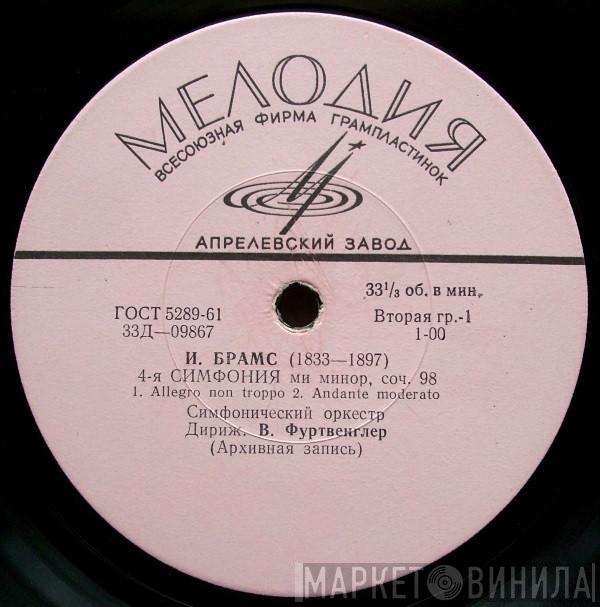 МЕЛОДИЯ
ВСЕСОЮЗНАЯ ФИРМА ГРАМПЛАСТИНОК
АПРЕЛЕВСКИЙ ЗАВОД
33 1/3 об. в мин.
ГОСТ 5289-61
Вторая гр.-1
33Д—09867
1-00
И. БРАМС (1833—1897)
4-я СИМФОНИЯ ми минор, соч. 98
1. Allegro non troppo 2. Andante moderato
Симфонический оркестр
Дириж. В. Фуртвенглер
(Архивная запись)
МАРКЕТ ВИНИЛА